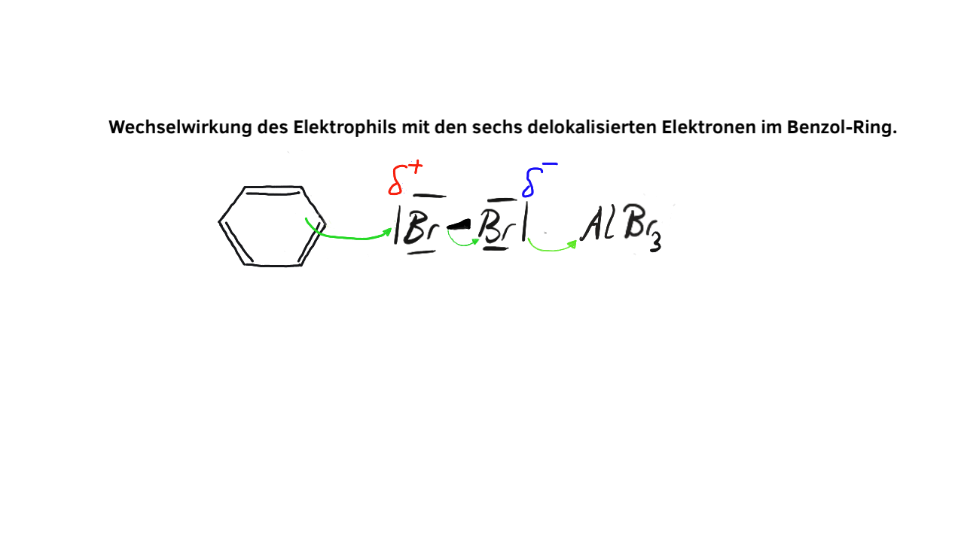 Wechselwirkung des Elektrophils mit den sechs delokalisierten Elektronen im Benzol-Ring.
δ⁺ δ⁻
|Br - Br| AlBr₃